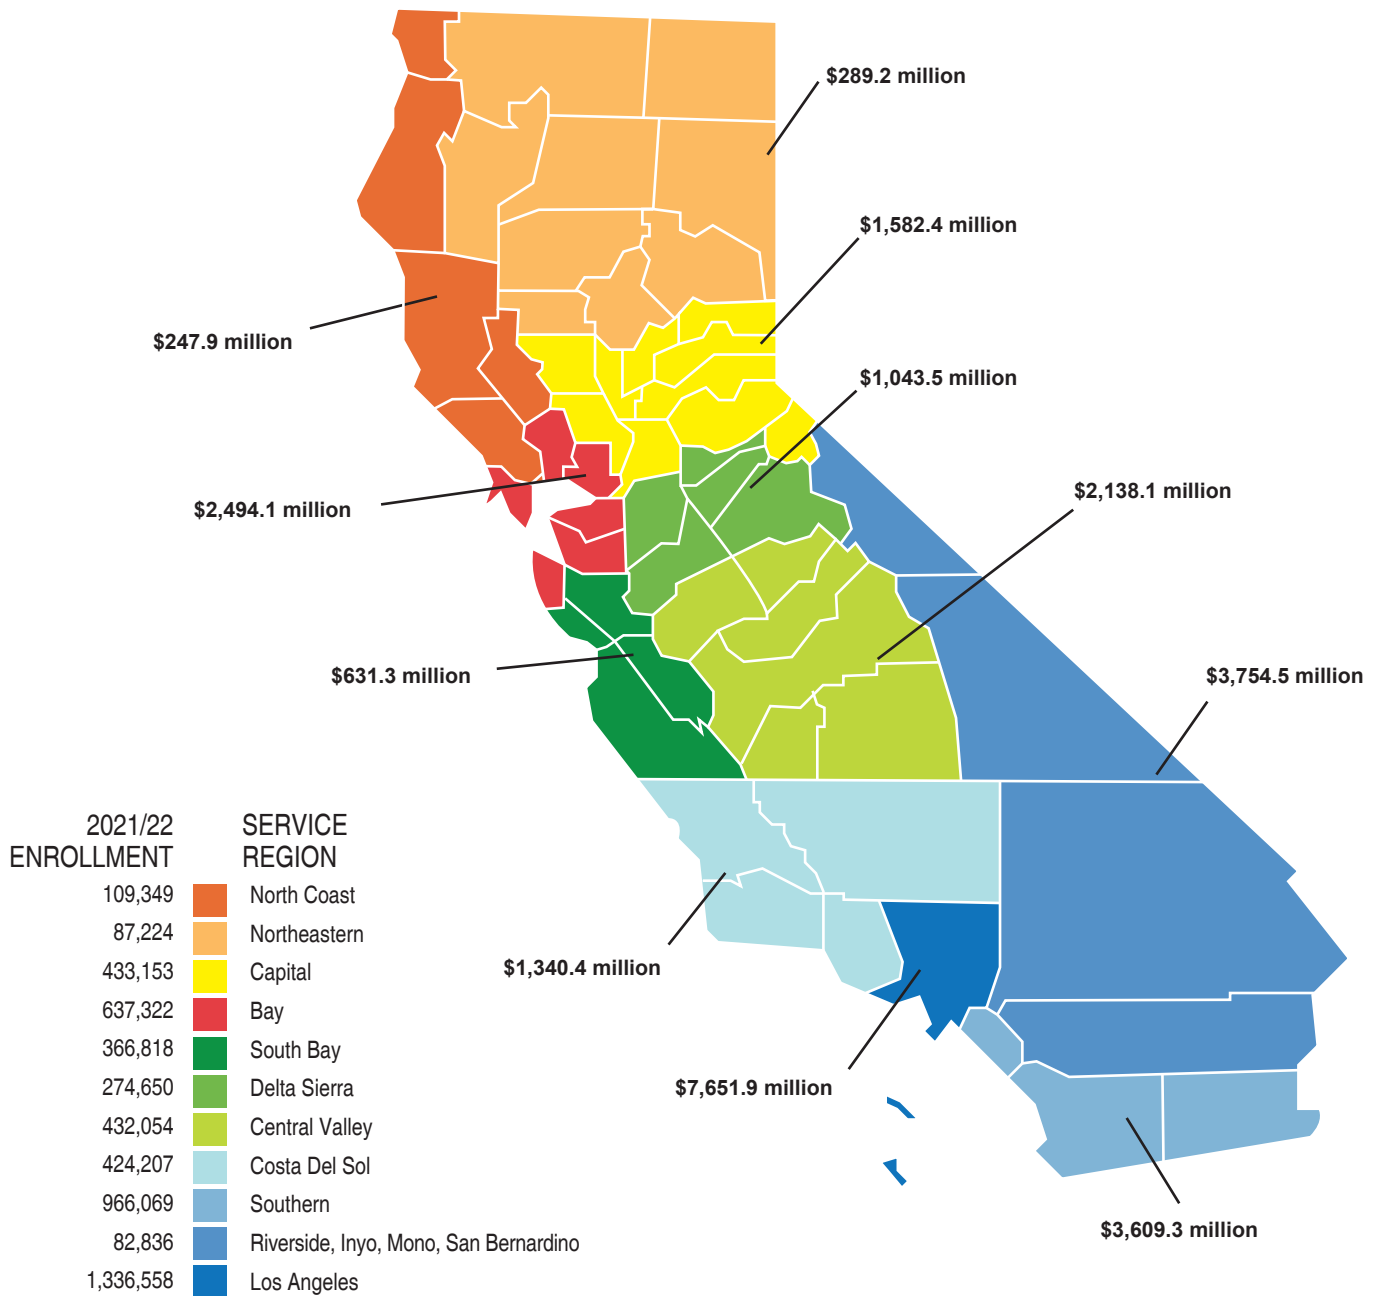 $289.2 million
$1,582.4 million
$247.9 million
$1,043.5 million
$2,494.1 million
$2,138.1 million
$631.3 million
$3,754.5 million
2021/22 SERVICE
ENROLLMENT REGION
109,349 North Coast
87,224 Northeastern
433,153 Capital
637,322 Bay
366,818 South Bay
274,650 Delta Sierra
432,054 Central Valley
424,207 Costa Del Sol
966,069 Southern
82,836 Riverside, Inyo, Mono, San Bernardino
1,336,558 Los Angeles
$1,340.4 million
$7,651.9 million
$3,609.3 million